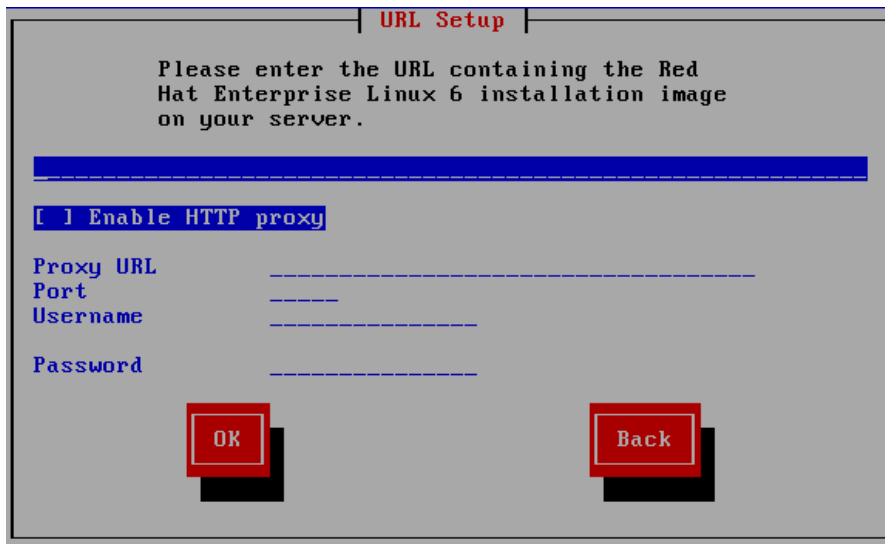 URL Setup
Please enter the URL containing the Red
Hat Enterprise Linux 6 installation image
on your server.
[ ] Enable HTTP proxy
Proxy URL
Port
Username
Password
OK
Back